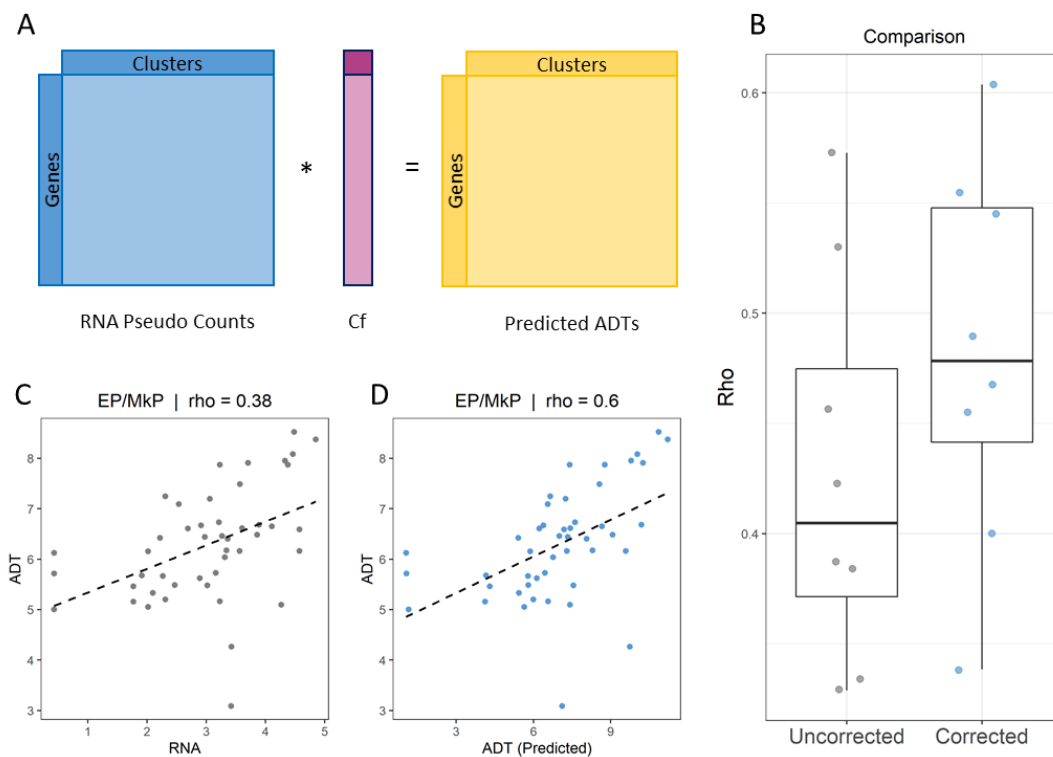 A
Clusters
Genes
RNA Pseudo Counts
*
Cf
=
Clusters
Genes
Predicted ADTs
B
Comparison
Rho
0.6
0.5
0.4
Uncorrected
Corrected
C
EP/MkP | rho = 0.38
ADT
8
7
6
5
4
3
1
2
3
4
5
RNA
D
EP/MkP | rho = 0.6
ADT
8
7
6
5
4
3
3
6
9
ADT (Predicted)